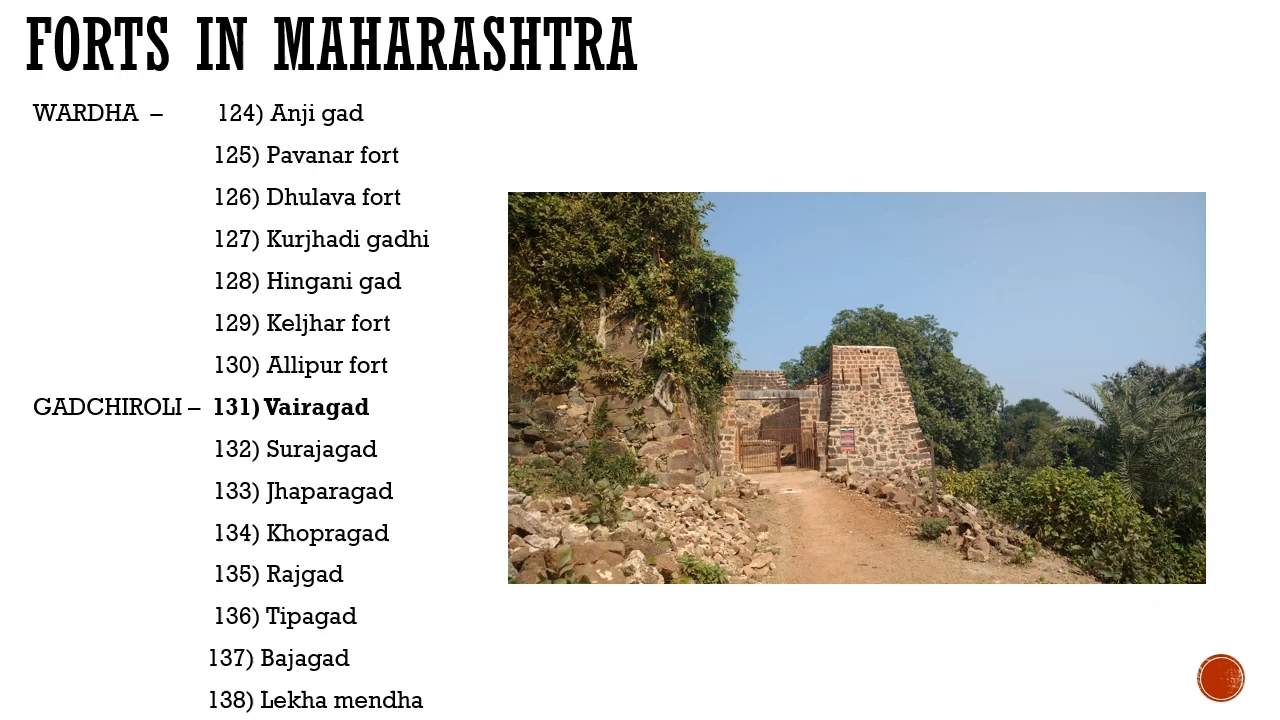 FORTS IN MAHARASHTRA
WARDHA – 124) Anji gad
125) Pavanar fort
126) Dhulava fort
127) Kurjhadi gadhi
128) Hingani gad
129) Keljhar fort
130) Allipur fort
GADCHIROLI – 131) Vairagad
132) Surajagad
133) Jhaparagad
134) Khopragad
135) Rajgad
136) Tipagad
137) Bajagad
138) Lekha mendha